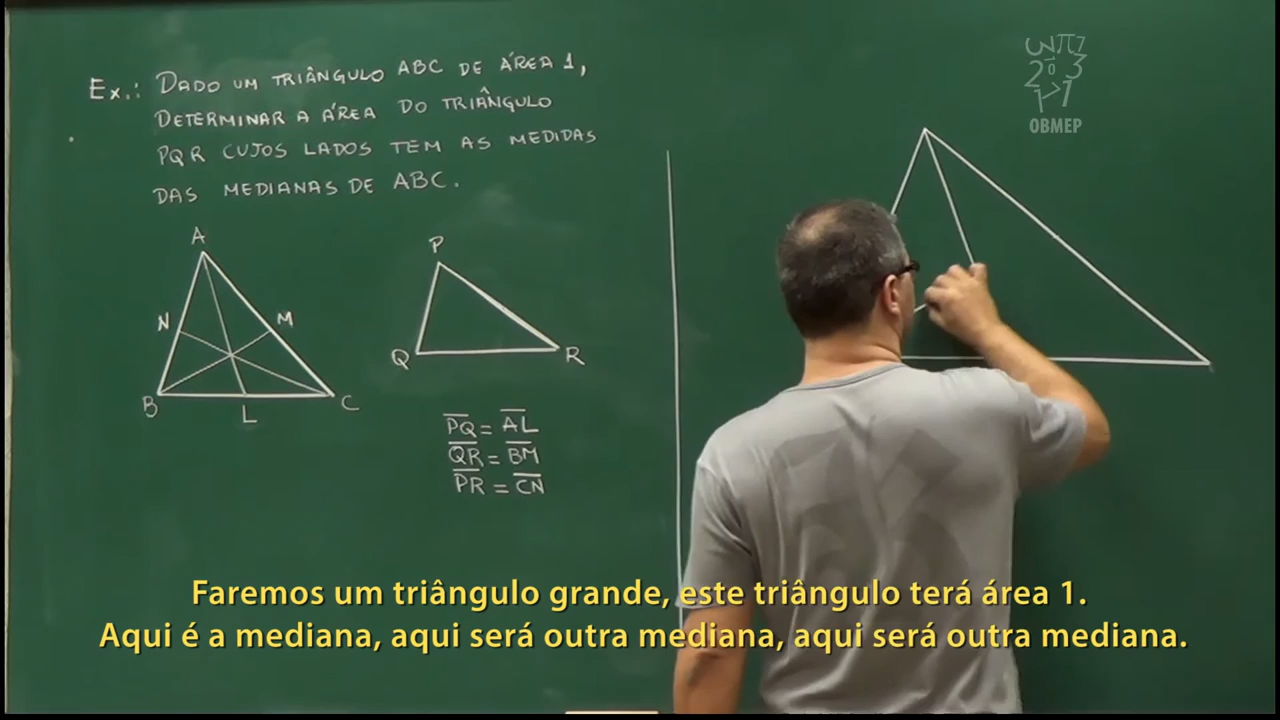 Ex.: DADO UM TRIÂNGULO ABC DE ÁREA 1,
DETERMINAR A ÁREA DO TRIÂNGULO
PQR CUJOS LADOS TEM AS MEDIDAS
DAS MEDIANAS DE ABC.
A
N
M
B
L
C
P
Q
R
PQ = AL
QR = BM
PR = CN
OBMEP
Faremos um triângulo grande, este triângulo terá área 1.
Aqui é a mediana, aqui será outra mediana, aqui será outra mediana.